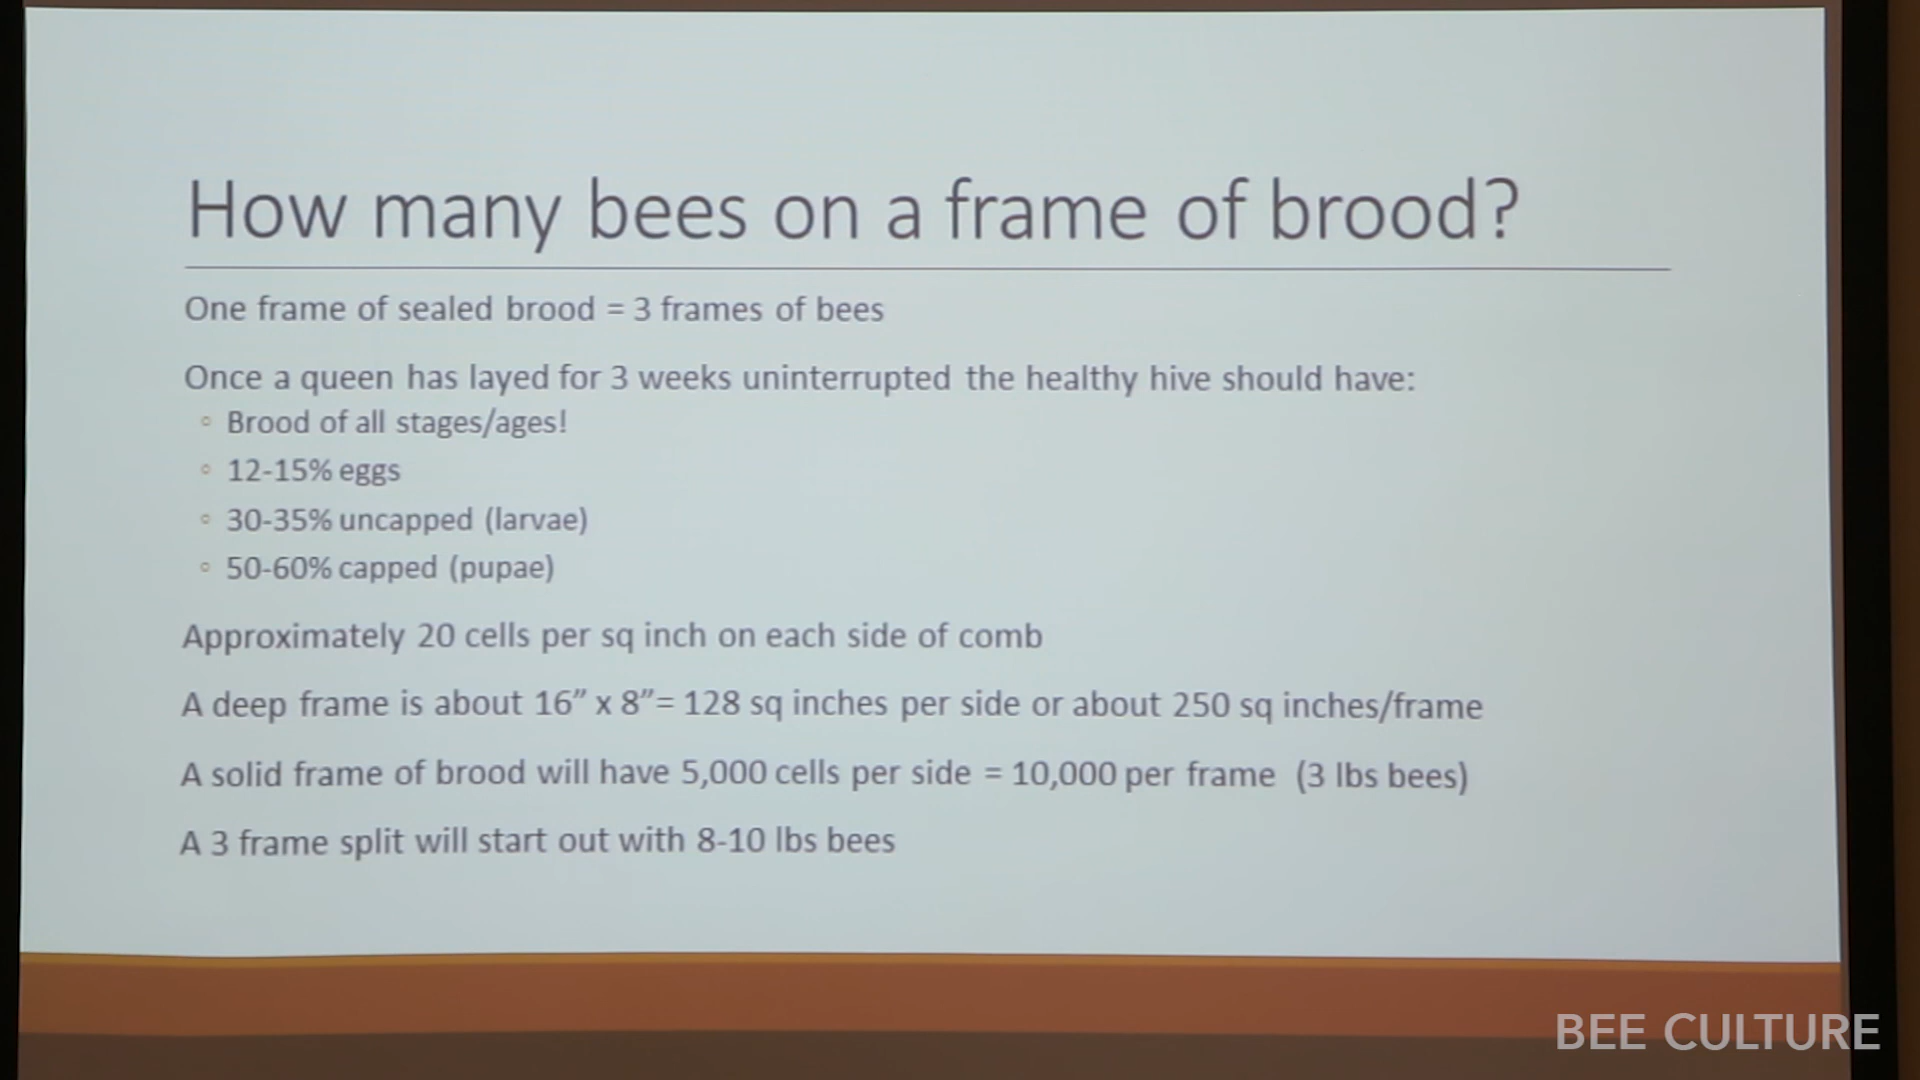 How many bees on a frame of brood?
One frame of sealed brood = 3 frames of bees
Once a queen has layed for 3 weeks uninterrupted the healthy hive should have:
◦ Brood of all stages/ages!
◦ 12-15% eggs
◦ 30-35% uncapped (larvae)
◦ 50-60% capped (pupae)
Approximately 20 cells per sq inch on each side of comb
A deep frame is about 16” x 8”= 128 sq inches per side or about 250 sq inches/frame
A solid frame of brood will have 5,000 cells per side = 10,000 per frame (3 lbs bees)
A 3 frame split will start out with 8-10 lbs bees
BEE CULTURE